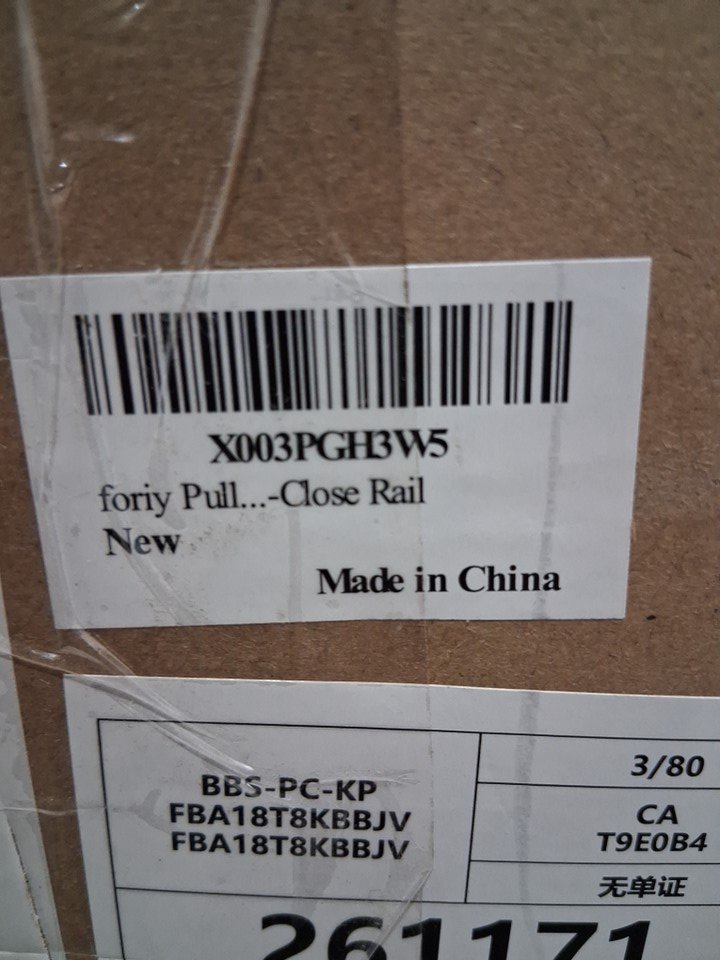 X003PGH3W5
foriy Pull...-Close Rail
New
Made in China
BBS-PC-KP
FBA18T8KBBJV
FBA18T8KBBJV
3/80
CA
T9E0B4
无单证
261171